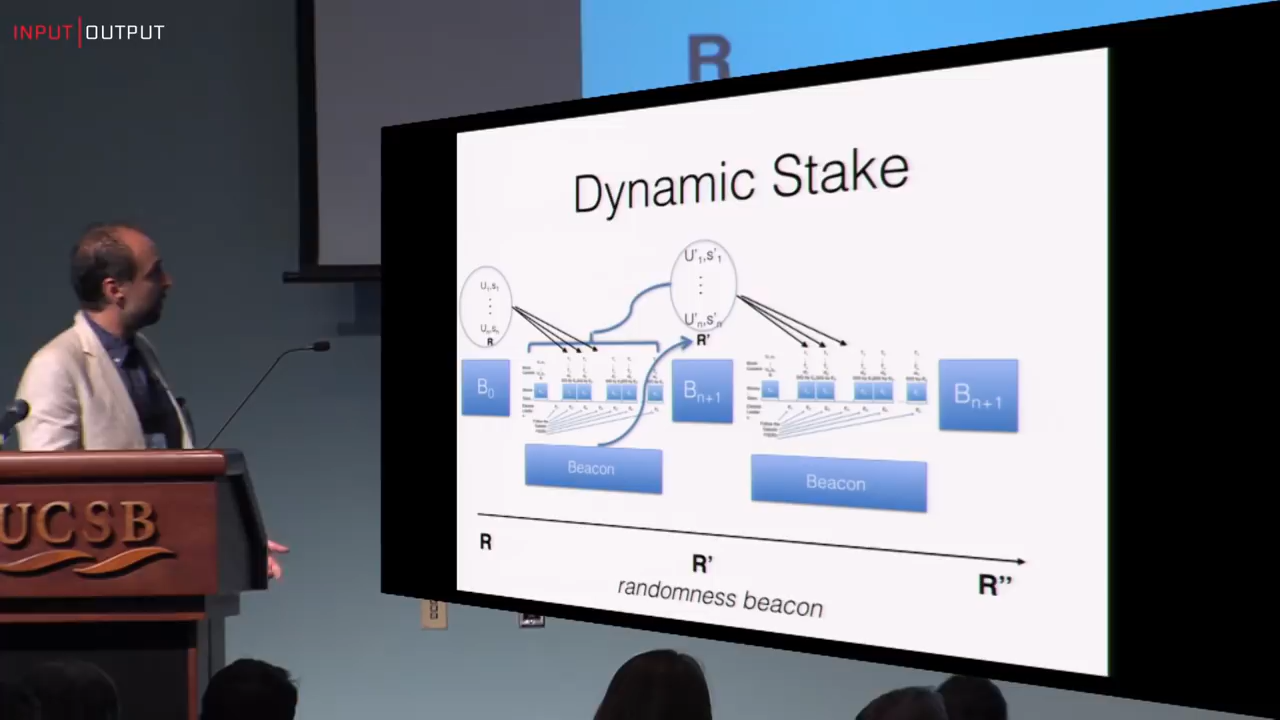 INPUT|OUTPUT
R
Dynamic Stake
U'₁,s'₁
U₁,s₁
Uₙ,sₙ
R
U'ₙ,s'ₙ
R'
B₀
Bₙ₊₁
Bₙ₊₁
Beacon
Beacon
R
R'
R''
randomness beacon
UCSB